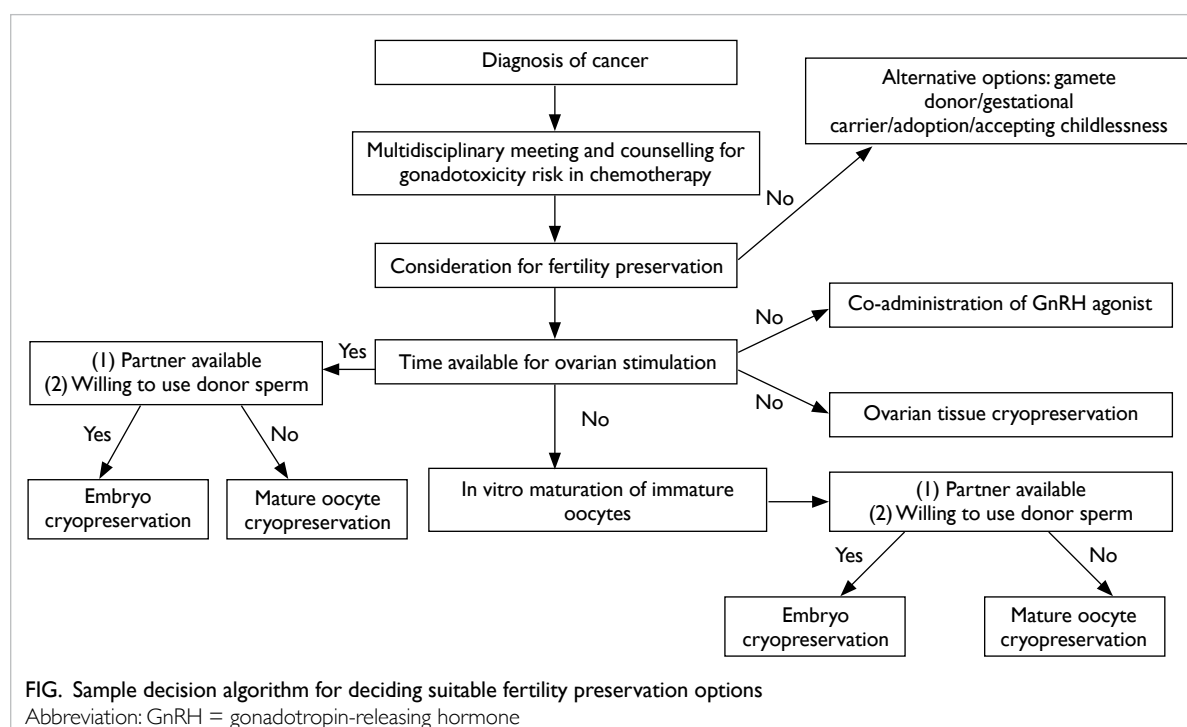 Diagnosis of cancer
Alternative options: gamete
donor/gestational
carrier/adoption/accepting childlessness
Multidisciplinary meeting and counselling for
gonadotoxicity risk in chemotherapy
No
Consideration for fertility preservation
Co-administration of GnRH agonist
No
(1) Partner available
(2) Willing to use donor sperm
Yes
Time available for ovarian stimulation
No
Ovarian tissue cryopreservation
Yes
No
No
Embryo
cryopreservation
Mature oocyte
cryopreservation
In vitro maturation of immature
oocytes
(1) Partner available
(2) Willing to use donor sperm
Yes
No
Embryo
cryopreservation
Mature oocyte
cryopreservation
FIG. Sample decision algorithm for deciding suitable fertility preservation options
Abbreviation: GnRH = gonadotropin-releasing hormone